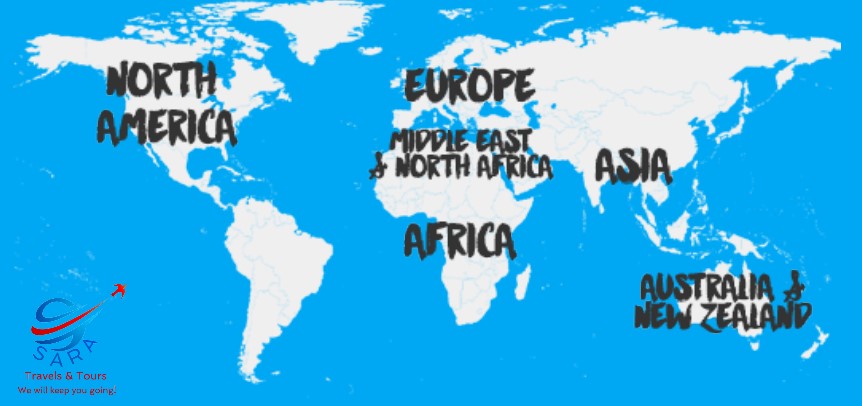 NORTH
AMERICA
EUROPE
MIDDLE EAST
& NORTH AFRICA
ASIA
AFRICA
AUSTRALIA &
NEW ZEALAND
SARA
Travels & Tours
We will keep you going!